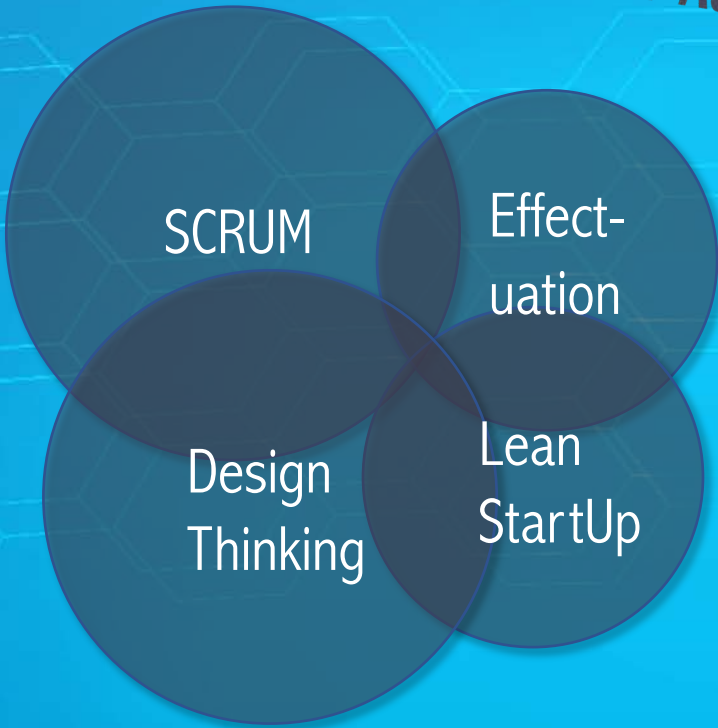 SCRUM
Effect-
uation
Design
Thinking
Lean
StartUp